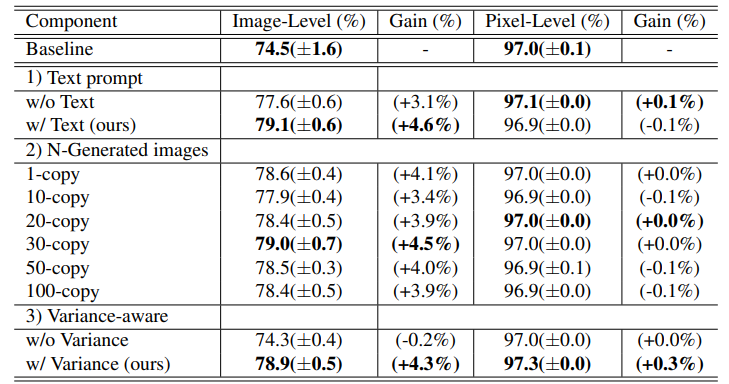 Component Image-Level (%) Gain (%) Pixel-Level (%) Gain (%)
Baseline 74.5(±1.6) - 97.0(±0.1) -
1) Text prompt
w/o Text 77.6(±0.6) (+3.1%) 97.1(±0.0) (+0.1%)
w/ Text (ours) 79.1(±0.6) (+4.6%) 96.9(±0.0) (-0.1%)
2) N-Generated images
1-copy 78.6(±0.4) (+4.1%) 97.0(±0.0) (+0.0%)
10-copy 77.9(±0.4) (+3.4%) 96.9(±0.0) (-0.1%)
20-copy 78.4(±0.5) (+3.9%) 97.0(±0.0) (+0.0%)
30-copy 79.0(±0.7) (+4.5%) 97.0(±0.0) (+0.0%)
50-copy 78.5(±0.3) (+4.0%) 96.9(±0.1) (-0.1%)
100-copy 78.4(±0.5) (+3.9%) 96.9(±0.0) (-0.1%)
3) Variance-aware
w/o Variance 74.3(±0.4) (-0.2%) 97.0(±0.0) (+0.0%)
w/ Variance (ours) 78.9(±0.5) (+4.3%) 97.3(±0.0) (+0.3%)